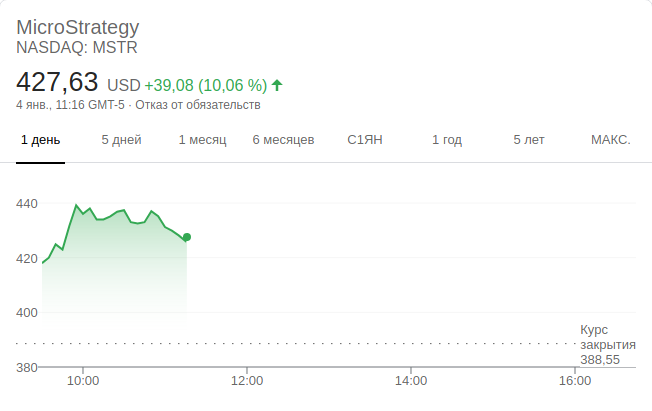 MicroStrategy
NASDAQ: MSTR
427,63 USD +39,08 (10,06 %)
4 янв., 11:16 GMT-5 · Отказ от обязательств
1 день 5 дней 1 месяц 6 месяцев С1ЯН 1 год 5 лет МАКС.
440
420
400
Курс
закрытия
388,55
380
10:00 12:00 14:00 16:00